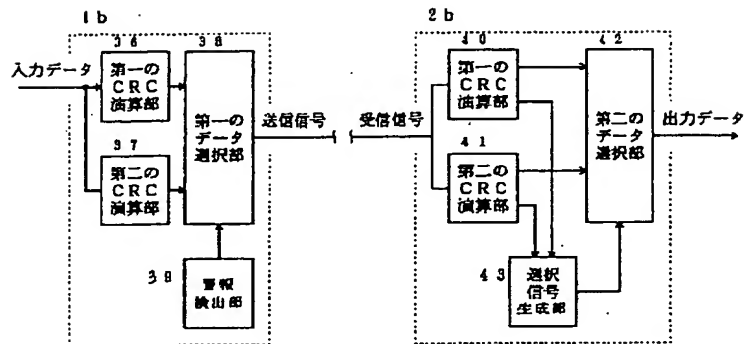 1b
2b
36
38
40
42
入力データ
第一の
CRC
演算部
第一の
データ
選択部
送信信号
受信信号
第一の
CRC
演算部
第二の
データ
選択部
出力データ
37
41
第二の
CRC
演算部
第二の
CRC
演算部
39
警報
検出部
43
選択
信号
生成部